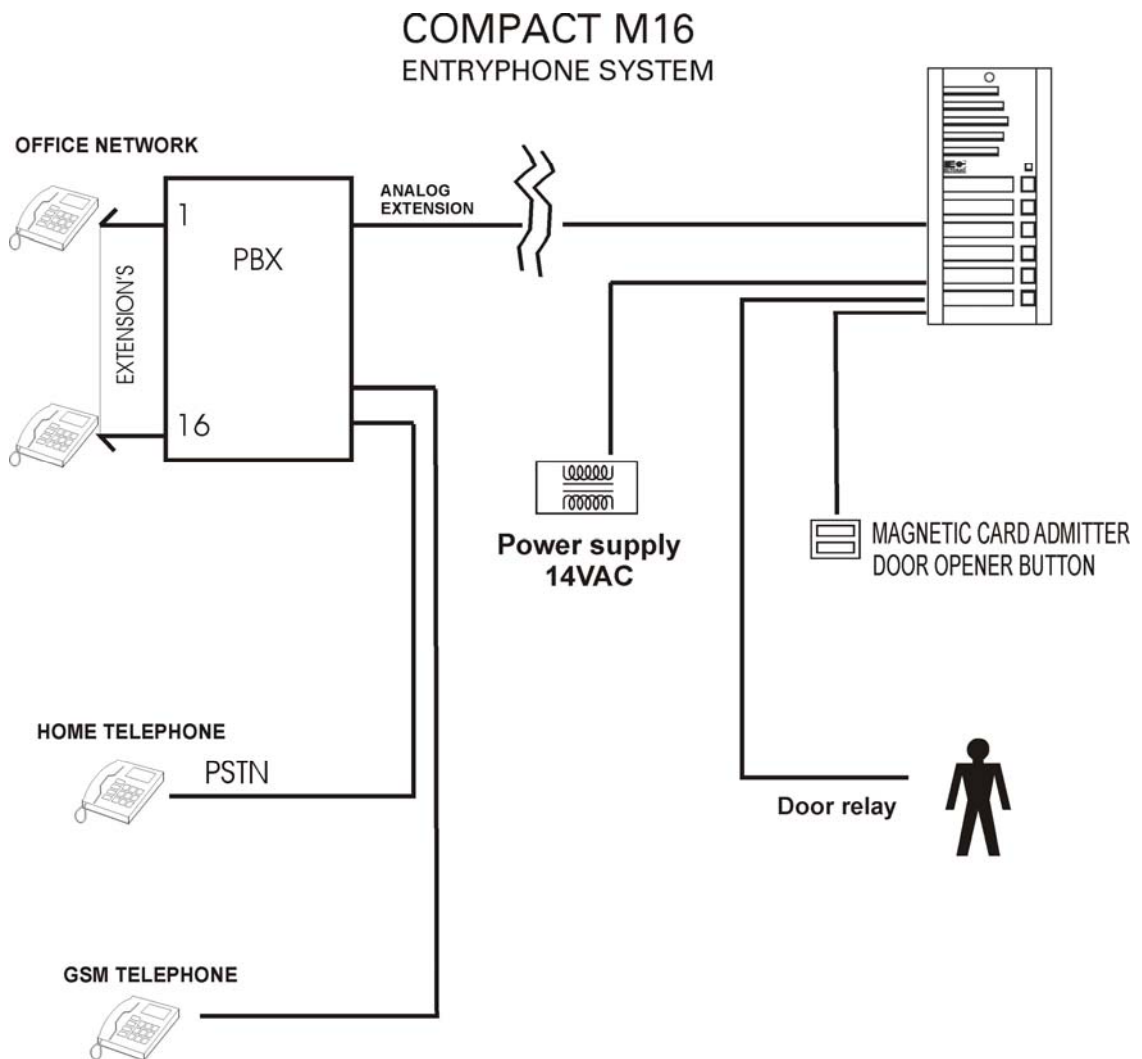 COMPACT M16
ENTRYPHONE SYSTEM
OFFICE NETWORK
1
PBX
ANALOG
EXTENSION
EXTENSION'S
16
Power supply
14VAC
MAGNETIC CARD ADMITTER
DOOR OPENER BUTTON
HOME TELEPHONE
PSTN
Door relay
GSM TELEPHONE